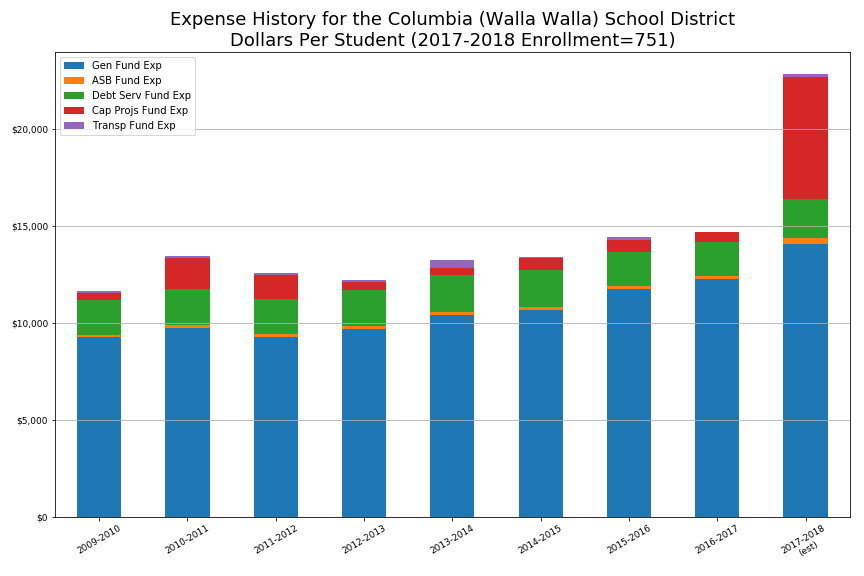 Expense History for the Columbia (Walla Walla) School District
Dollars Per Student (2017-2018 Enrollment=751)
Gen Fund Exp
ASB Fund Exp
Debt Serv Fund Exp
Cap Projs Fund Exp
Transp Fund Exp
$20,000
$15,000
$10,000
$5,000
$0
2009-2010
2010-2011
2011-2012
2012-2013
2013-2014
2014-2015
2015-2016
2016-2017
2017-2018
(est)